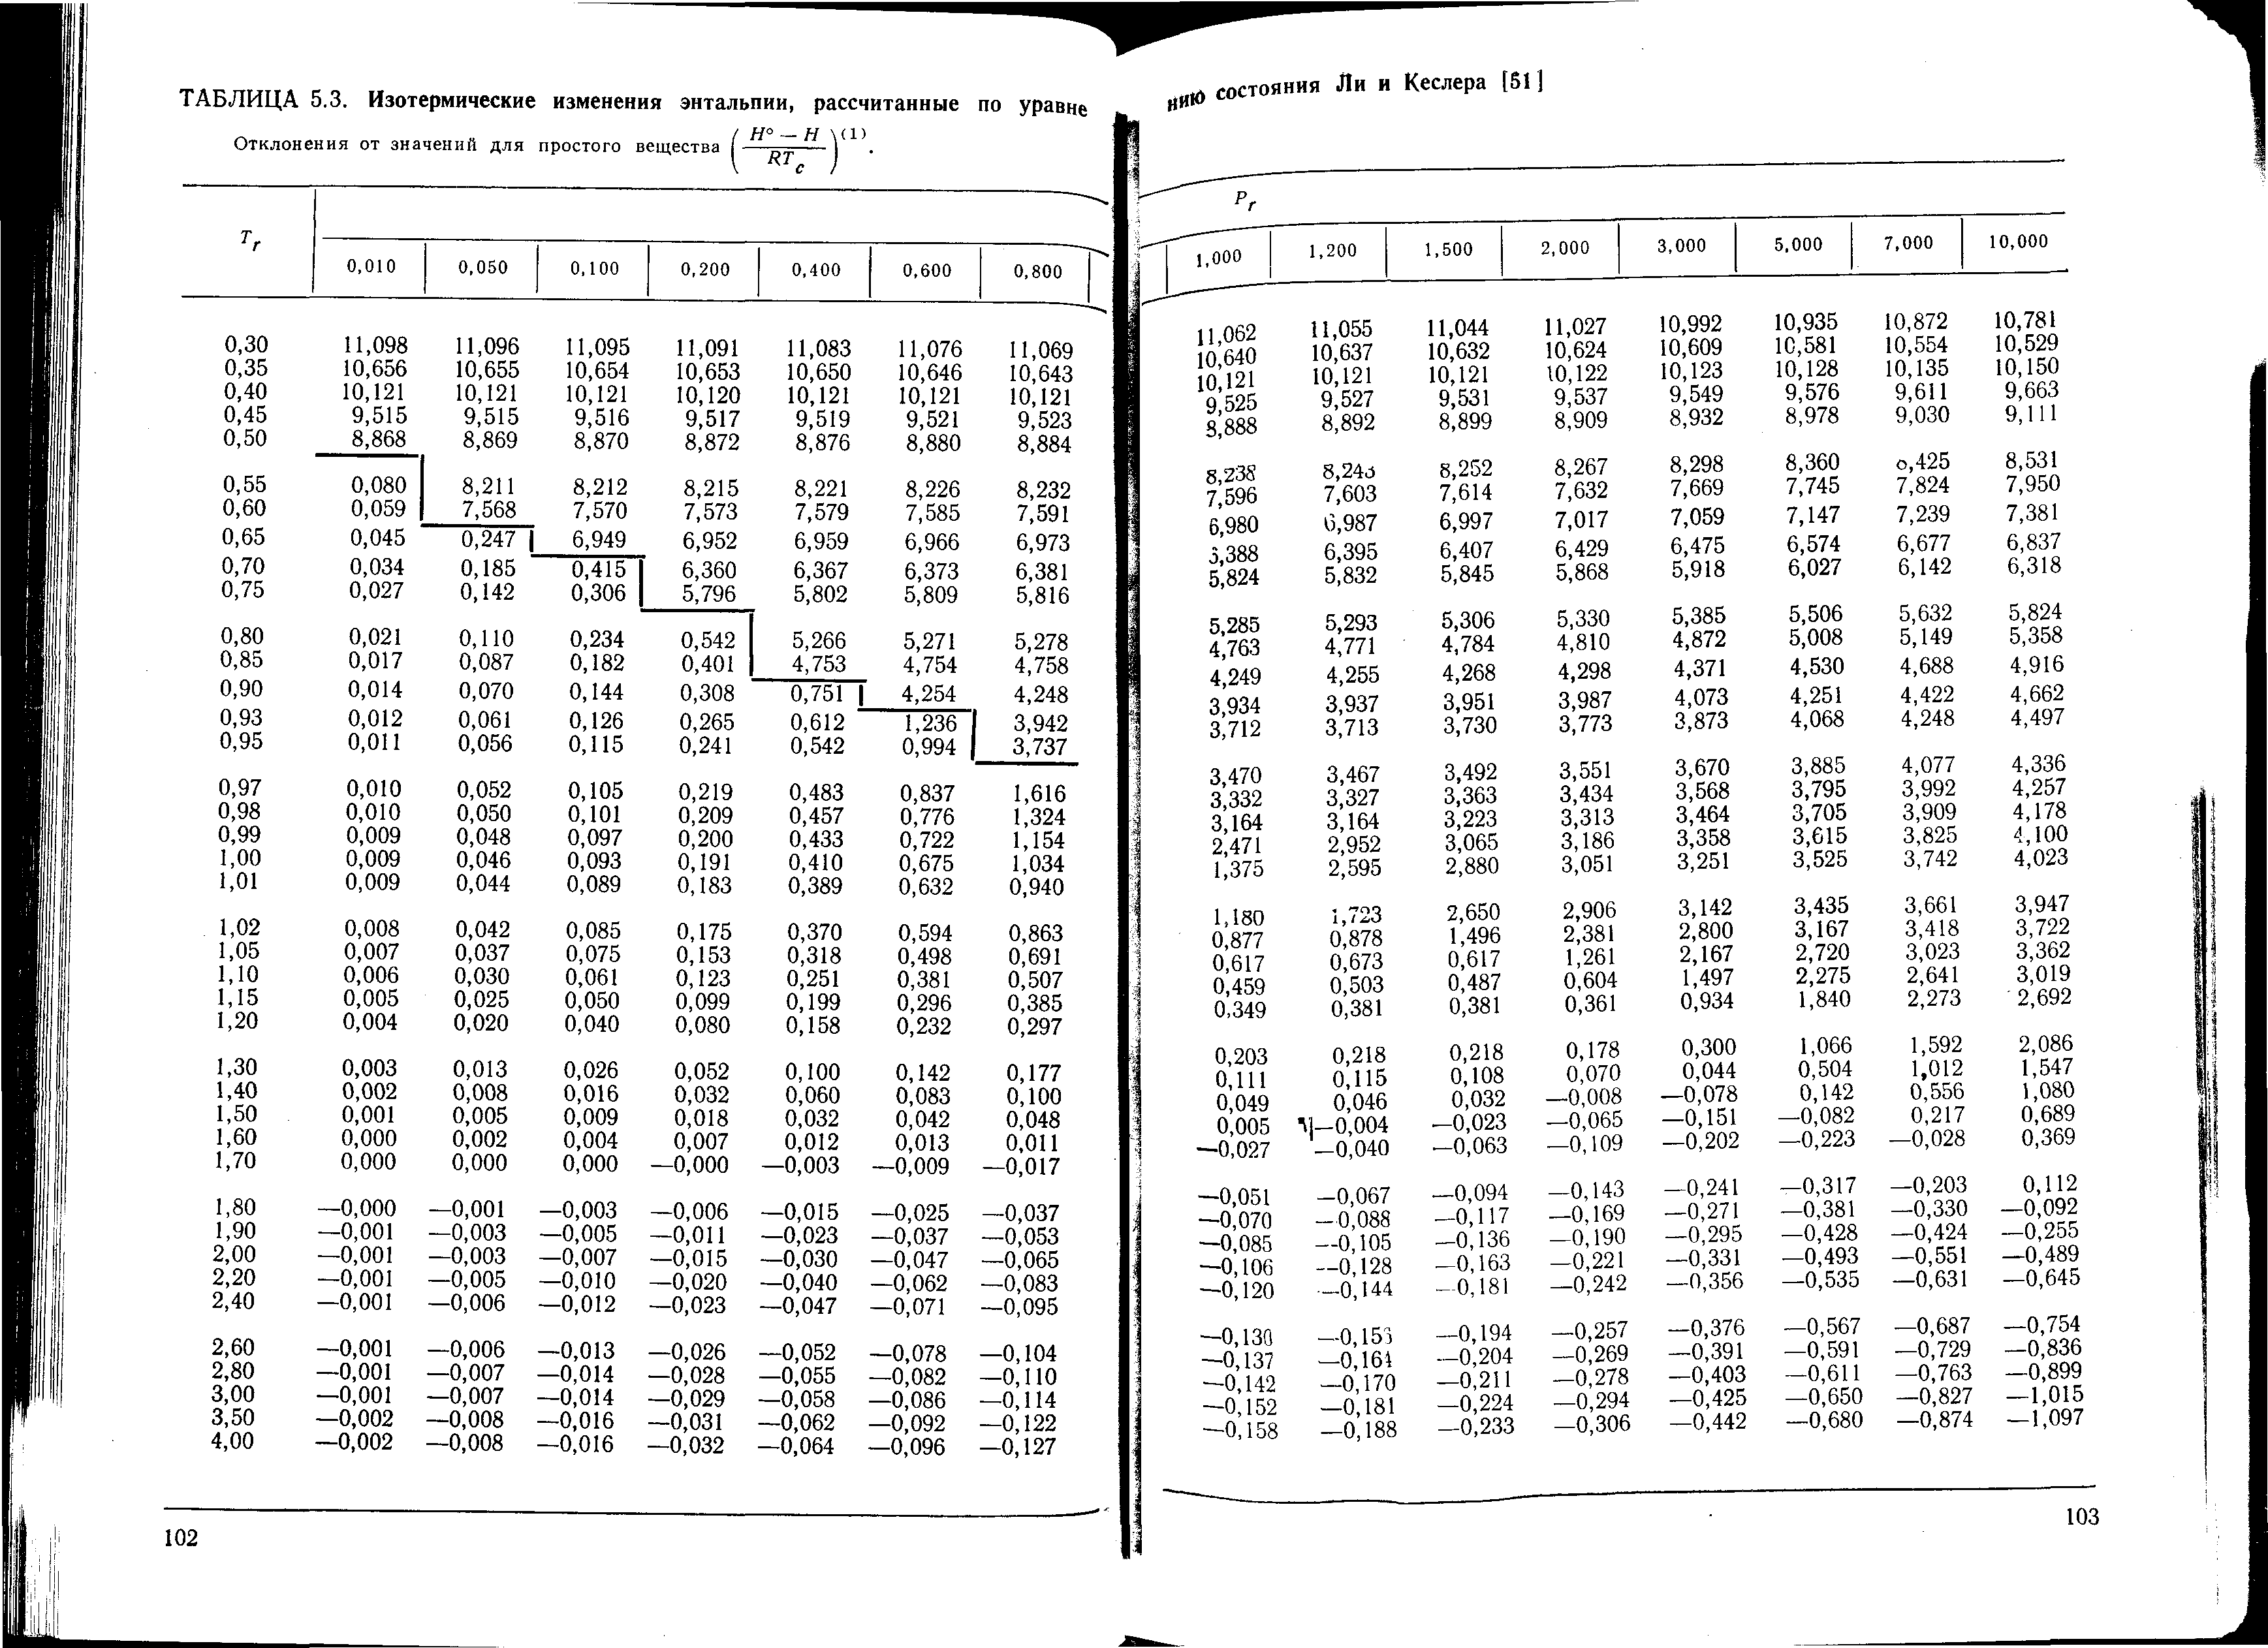 ТАБЛИЦА 5.3. Изотермические изменения энтальпии, рассчитанные по уравне
Отклонения от значений для простого вещества ((H° — H)/(RT_c))^(1).
T_r
0,010 0,050 0,100 0,200 0,400 0,600 0,800
0,30 11,098 11,096 11,095 11,091 11,083 11,076 11,069
0,35 10,656 10,655 10,654 10,653 10,650 10,646 10,643
0,40 10,121 10,121 10,121 10,120 10,121 10,121 10,121
0,45 9,515 9,515 9,516 9,517 9,519 9,521 9,523
0,50 8,868 8,869 8,870 8,872 8,876 8,880 8,884
0,55 0,080 8,211 8,212 8,215 8,221 8,226 8,232
0,60 0,059 7,568 7,570 7,573 7,579 7,585 7,591
0,65 0,045 0,247 6,949 6,952 6,959 6,966 6,973
0,70 0,034 0,185 0,415 6,360 6,367 6,373 6,381
0,75 0,027 0,142 0,306 5,796 5,802 5,809 5,816
0,80 0,021 0,110 0,234 0,542 5,266 5,271 5,278
0,85 0,017 0,087 0,182 0,401 4,753 4,754 4,758
0,90 0,014 0,070 0,144 0,308 0,751 4,254 4,248
0,93 0,012 0,061 0,126 0,265 0,612 1,236 3,942
0,95 0,011 0,056 0,115 0,241 0,542 0,994 3,737
0,97 0,010 0,052 0,105 0,219 0,483 0,837 1,616
0,98 0,010 0,050 0,101 0,209 0,457 0,776 1,324
0,99 0,009 0,048 0,097 0,200 0,433 0,722 1,154
1,00 0,009 0,046 0,093 0,191 0,410 0,675 1,034
1,01 0,009 0,044 0,089 0,183 0,389 0,632 0,940
1,02 0,008 0,042 0,085 0,175 0,370 0,594 0,863
1,05 0,007 0,037 0,075 0,153 0,318 0,498 0,691
1,10 0,006 0,030 0,061 0,123 0,251 0,381 0,507
1,15 0,005 0,025 0,050 0,099 0,199 0,296 0,385
1,20 0,004 0,020 0,040 0,080 0,158 0,232 0,297
1,30 0,003 0,013 0,026 0,052 0,100 0,142 0,177
1,40 0,002 0,008 0,016 0,032 0,060 0,083 0,100
1,50 0,001 0,005 0,009 0,018 0,032 0,042 0,048
1,60 0,000 0,002 0,004 0,007 0,012 0,013 0,011
1,70 0,000 0,000 0,000 —0,000 —0,003 —0,009 —0,017
1,80 —0,000 —0,001 —0,003 —0,006 —0,015 —0,025 —0,037
1,90 —0,001 —0,003 —0,005 —0,011 —0,023 —0,037 —0,053
2,00 —0,001 —0,003 —0,007 —0,015 —0,030 —0,047 —0,065
2,20 —0,001 —0,005 —0,010 —0,020 —0,040 —0,062 —0,083
2,40 —0,001 —0,006 —0,012 —0,023 —0,047 —0,071 —0,095
2,60 —0,001 —0,006 —0,013 —0,026 —0,052 —0,078 —0,104
2,80 —0,001 —0,007 —0,014 —0,028 —0,055 —0,082 —0,110
3,00 —0,001 —0,007 —0,014 —0,029 —0,058 —0,086 —0,114
3,50 —0,002 —0,008 —0,016 —0,031 —0,062 —0,092 —0,122
4,00 —0,002 —0,008 —0,016 —0,032 —0,064 —0,096 —0,127
102
нию состояния Ли и Кеслера [51]
P_r
1,000 1,200 1,500 2,000 3,000 5,000 7,000 10,000
11,062 11,055 11,044 11,027 10,992 10,935 10,872 10,781
10,640 10,637 10,632 10,624 10,609 10,581 10,554 10,529
10,121 10,121 10,121 10,122 10,123 10,128 10,135 10,150
9,525 9,527 9,531 9,537 9,549 9,576 9,611 9,663
8,888 8,892 8,899 8,909 8,932 8,978 9,030 9,111
8,238 8,252 8,267 8,298 8,360 8,531
7,596 7,603 7,614 7,632 7,669 7,745 7,824 7,950
6,980 6,987 6,997 7,017 7,059 7,147 7,239 7,381
6,395 6,407 6,429 6,475 6,574 6,677 6,837
5,824 5,832 5,845 5,868 5,918 6,027 6,142 6,318
5,285 5,293 5,306 5,330 5,385 5,506 5,632 5,824
4,763 4,771 4,784 4,810 4,872 5,008 5,149 5,358
4,249 4,255 4,268 4,298 4,371 4,530 4,688 4,916
3,934 3,937 3,951 3,987 4,073 4,251 4,422 4,662
3,712 3,713 3,730 3,773 3,873 4,068 4,248 4,497
3,470 3,467 3,492 3,551 3,670 3,885 4,077 4,336
3,332 3,327 3,363 3,434 3,568 3,795 3,992 4,257
3,164 3,164 3,223 3,313 3,464 3,705 3,909 4,178
2,471 2,952 3,065 3,186 3,358 3,615 3,825 4,100
1,375 2,595 2,880 3,051 3,251 3,525 3,742 4,023
1,180 1,723 2,650 2,906 3,142 3,435 3,661 3,947
0,877 0,878 1,496 2,381 2,800 3,167 3,418 3,722
0,617 0,673 0,617 1,261 2,167 2,720 3,023 3,362
0,459 0,503 0,487 0,604 1,497 2,275 2,641 3,019
0,349 0,381 0,381 0,361 0,934 1,840 2,273 2,692
0,203 0,218 0,218 0,178 0,300 1,066 1,592 2,086
0,111 0,115 0,108 0,070 0,044 0,504 1,012 1,547
0,049 0,046 0,032 —0,008 —0,078 0,142 0,556 1,080
0,005 —0,004 —0,023 —0,065 —0,151 —0,082 0,217 0,689
—0,027 —0,040 —0,063 —0,109 —0,202 —0,223 —0,028 0,369
—0,051 —0,067 —0,094 —0,143 —0,241 —0,317 —0,203 0,112
—0,070 —0,088 —0,117 —0,169 —0,271 —0,381 —0,330 —0,092
—0,085 —0,105 —0,136 —0,190 —0,295 —0,428 —0,424 —0,255
—0,106 —0,128 —0,163 —0,221 —0,331 —0,493 —0,551 —0,489
—0,120 —0,144 —0,181 —0,242 —0,356 —0,535 —0,631 —0,645
—0,130 —0,194 —0,257 —0,376 —0,567 —0,687 —0,754
—0,137 —0,164 —0,204 —0,269 —0,391 —0,591 —0,729 —0,836
—0,142 —0,170 —0,211 —0,278 —0,403 —0,611 —0,763 —0,899
—0,152 —0,181 —0,224 —0,294 —0,425 —0,650 —0,827 —1,015
—0,158 —0,188 —0,233 —0,306 —0,442 —0,680 —0,874 —1,097
103